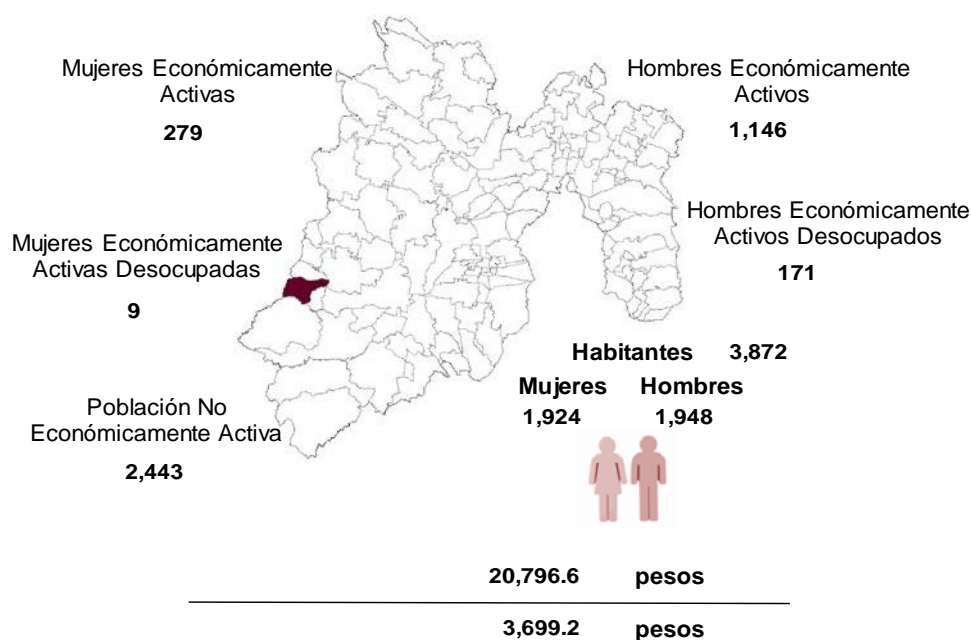 Mujeres Económicamente
Activas
279
Hombres Económicamente
Activos
1,146
Mujeres Económicamente
Activas Desocupadas
9
Hombres Económicamente
Activos Desocupados
171
Habitantes 3,872
Mujeres Hombres
1,924 1,948
Población No
Económicamente Activa
2,443
20,796.6 pesos
3,699.2 pesos